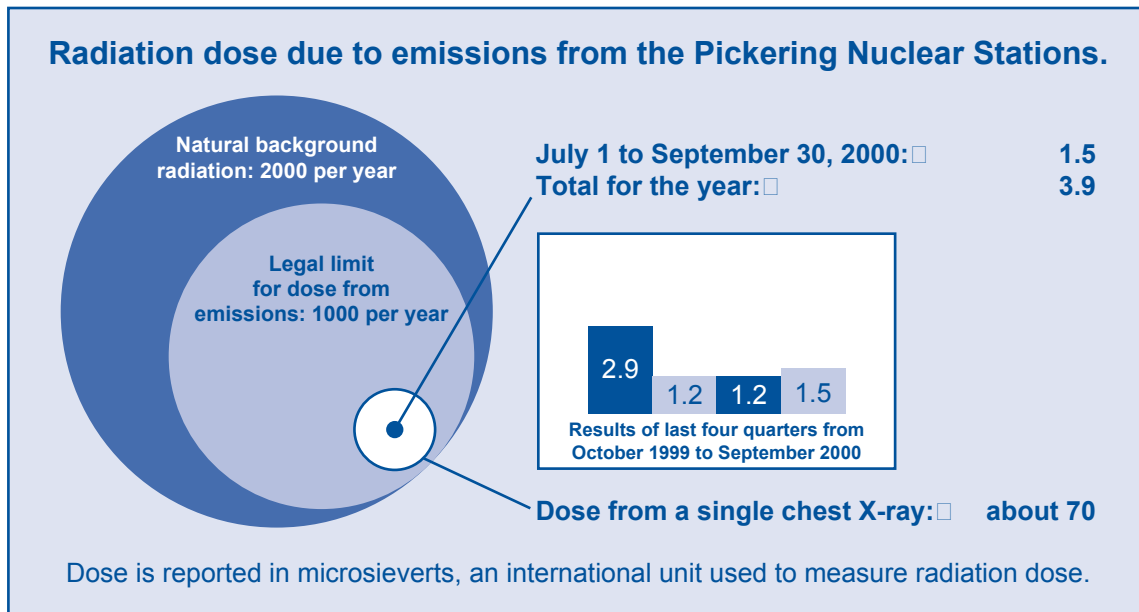 Radiation dose due to emissions from the Pickering Nuclear Stations.
Natural background
radiation: 2000 per year
Legal limit
for dose from
emissions: 1000 per year
July 1 to September 30, 2000:□ 1.5
Total for the year:□ 3.9
2.9 1.2 1.2 1.5
Results of last four quarters from
October 1999 to September 2000
Dose from a single chest X-ray:□ about 70
Dose is reported in microsieverts, an international unit used to measure radiation dose.